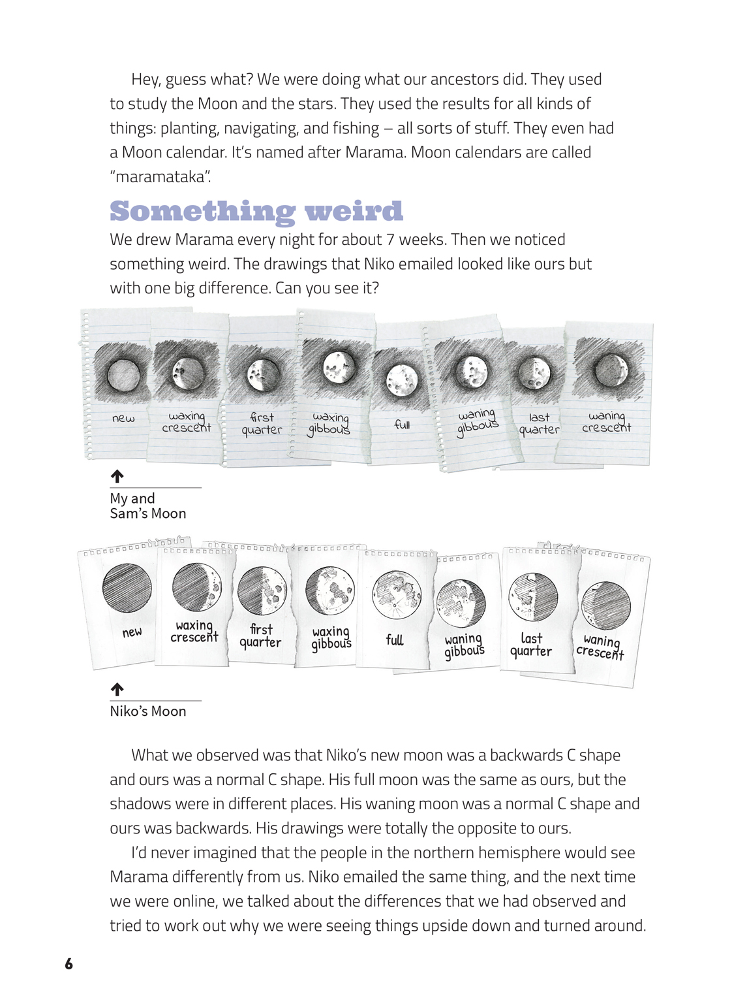 Hey, guess what? We were doing what our ancestors did. They used
to study the Moon and the stars. They used the results for all kinds of
things: planting, navigating, and fishing – all sorts of stuff. They even had
a Moon calendar. It’s named after Marama. Moon calendars are called
“maramataka”.
Something weird
We drew Marama every night for about 7 weeks. Then we noticed
something weird. The drawings that Niko emailed looked like ours but
with one big difference. Can you see it?
new
waxing
crescent
first
quarter
waxing
gibbous
full
waning
gibbous
last
quarter
waning
crescent
My and
Sam’s Moon
new
waxing
crescent
first
quarter
waxing
gibbous
full
waning
gibbous
last
quarter
waning
crescent
Niko’s Moon
What we observed was that Niko’s new moon was a backwards C shape
and ours was a normal C shape. His full moon was the same as ours, but the
shadows were in different places. His waning moon was a normal C shape and
ours was backwards. His drawings were totally the opposite to ours.
I’d never imagined that the people in the northern hemisphere would see
Marama differently from us. Niko emailed the same thing, and the next time
we were online, we talked about the differences that we had observed and
tried to work out why we were seeing things upside down and turned around.
6